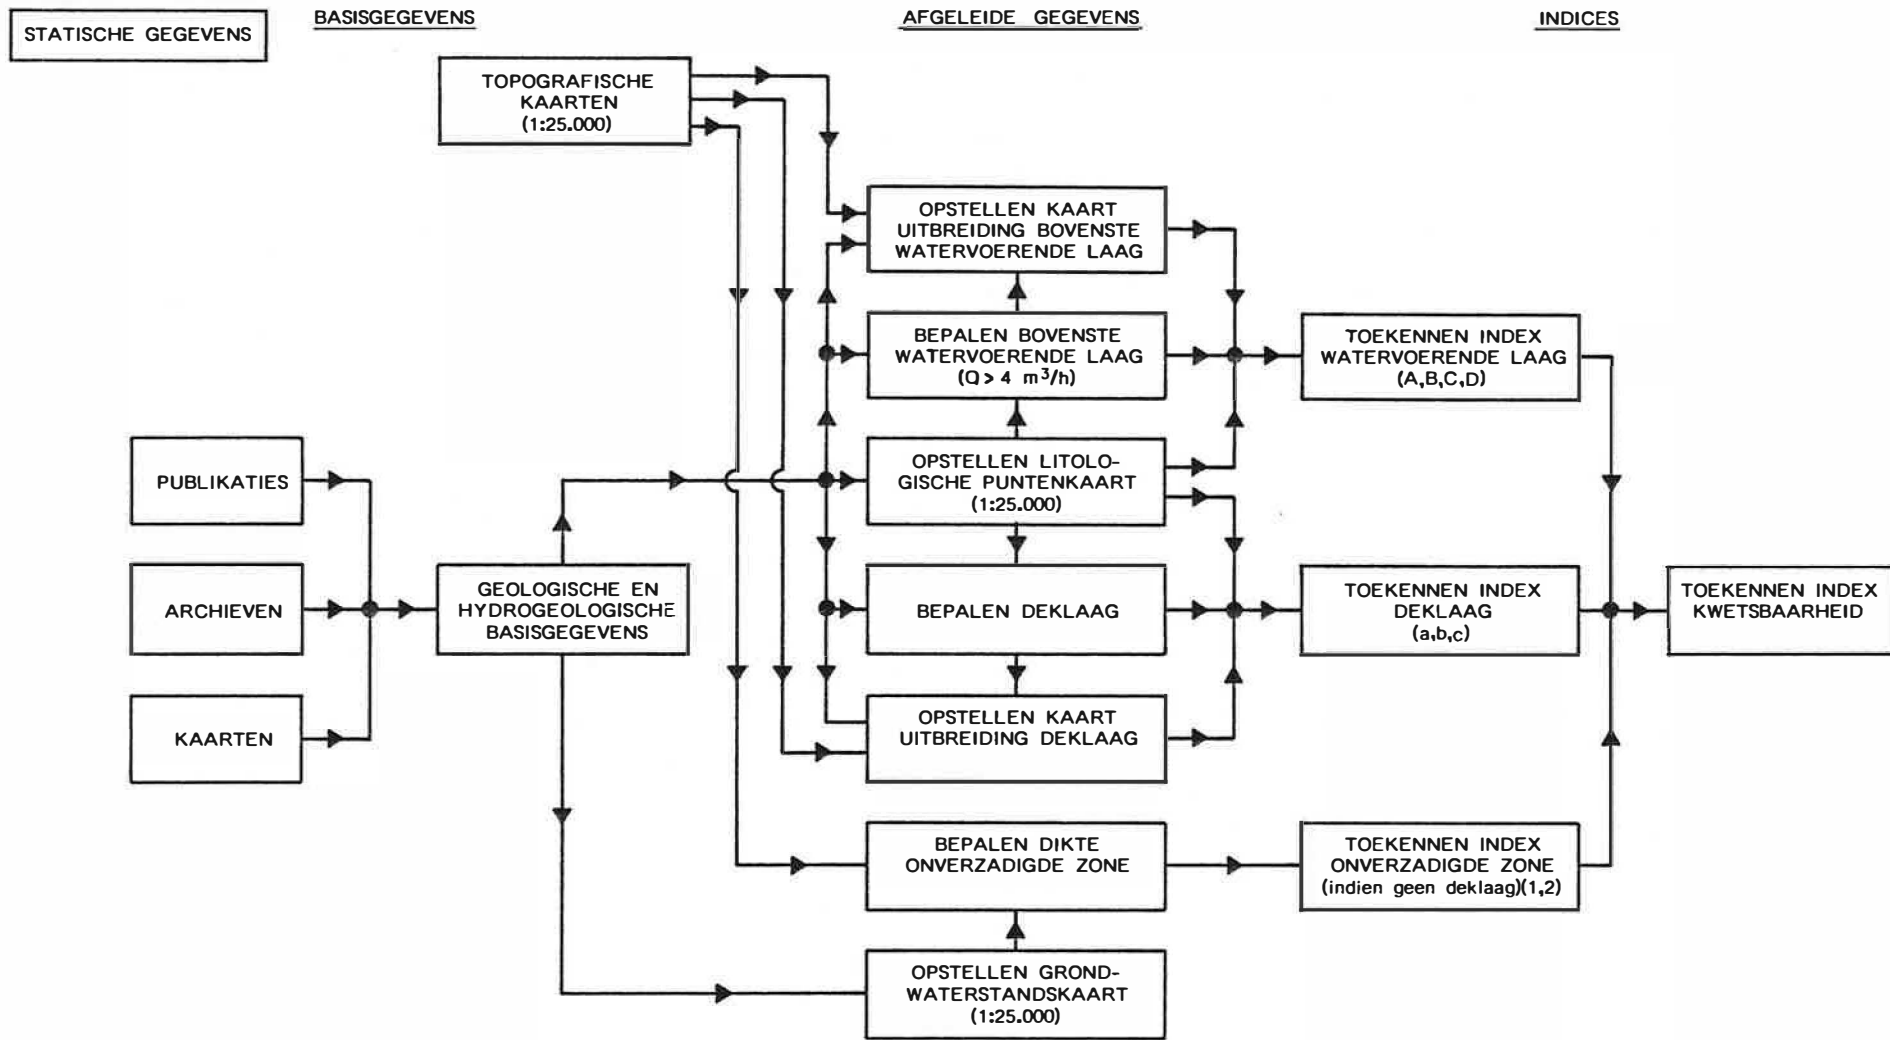 STATISCHE GEGEVENS
BASISGEGEVENS
AFGELEIDE GEGEVENS
INDICES
TOPOGRAFISCHE
KAARTEN
(1:25.000)
OPSTELLEN KAART
UITBREIDING BOVENSTE
WATERVOERENDE LAAG
BEPALEN BOVENSTE
WATERVOERENDE LAAG
(Q > 4 m³/h)
TOEKENNEN INDEX
WATERVOERENDE LAAG
(A,B,C,D)
PUBLIKATIES
OPSTELLEN LITOLO-
GISCHE PUNTENKAART
(1:25.000)
ARCHIEVEN
GEOLOGISCHE EN
HYDROGEOLOGISCHE
BASISGEGEVENS
BEPALEN DEKLAAG
TOEKENNEN INDEX
DEKLAAG
(a,b,c)
TOEKENNEN INDEX
KWETSBAARHEID
KAARTEN
OPSTELLEN KAART
UITBREIDING DEKLAAG
BEPALEN DIKTE
ONVERZADIGDE ZONE
TOEKENNEN INDEX
ONVERZADIGDE ZONE
(indien geen deklaag)(1,2)
OPSTELLEN GROND-
WATERSTANDSKAART
(1:25.000)